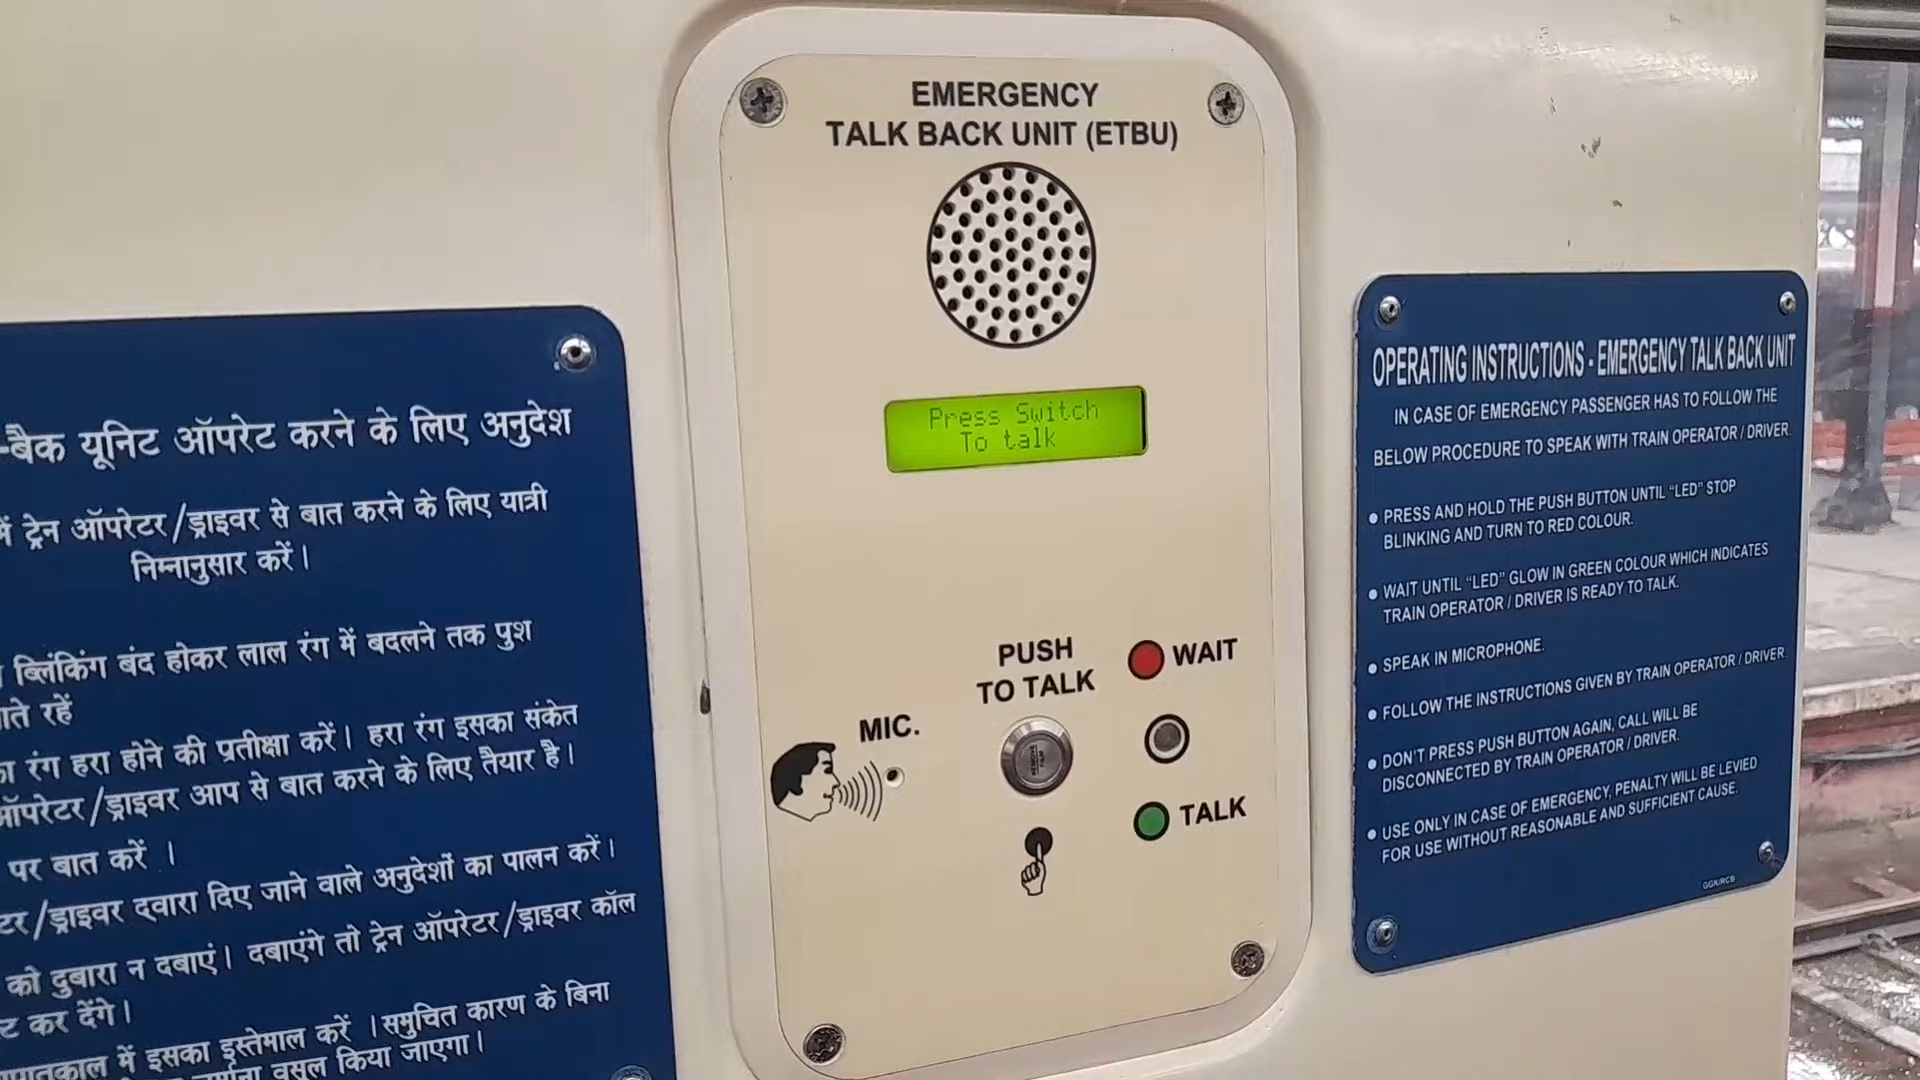 -बैक यूनिट ऑपरेट करने के लिए अनुदेश
में ट्रेन ऑपरेटर/ड्राइवर से बात करने के लिए यात्री
निम्नानुसार करें।
ब्लिंकिंग बंद होकर लाल रंग में बदलने तक पुश
रहें
रंग हरा होने की प्रतीक्षा करें। हरा रंग इसका संकेत
ऑपरेटर/ड्राइवर आप से बात करने के लिए तैयार है।
पर बात करें ।
/ड्राइवर द्वारा दिए जाने वाले अनुदेशों का पालन करें।
को दुबारा न दबाएं। दबाएंगे तो ट्रेन ऑपरेटर/ड्राइवर कॉल
कर देंगे।
में इसका इस्तेमाल करें ।समुचित कारण के बिना
वसूल किया जाएगा।
EMERGENCY
TALK BACK UNIT (ETBU)
Press Switch
To talk
PUSH
TO TALK
WAIT
MIC.
TALK
OPERATING INSTRUCTIONS - EMERGENCY TALK BACK UNIT
IN CASE OF EMERGENCY PASSENGER HAS TO FOLLOW THE
BELOW PROCEDURE TO SPEAK WITH TRAIN OPERATOR / DRIVER.
● PRESS AND HOLD THE PUSH BUTTON UNTIL “LED” STOP
BLINKING AND TURN TO RED COLOUR.
● WAIT UNTIL “LED” GLOW IN GREEN COLOUR WHICH INDICATES
TRAIN OPERATOR / DRIVER IS READY TO TALK.
● SPEAK IN MICROPHONE.
● FOLLOW THE INSTRUCTIONS GIVEN BY TRAIN OPERATOR / DRIVER.
● DON'T PRESS PUSH BUTTON AGAIN, CALL WILL BE
DISCONNECTED BY TRAIN OPERATOR / DRIVER.
● USE ONLY IN CASE OF EMERGENCY, PENALTY WILL BE LEVIED
FOR USE WITHOUT REASONABLE AND SUFFICIENT CAUSE.
GGK/RCB